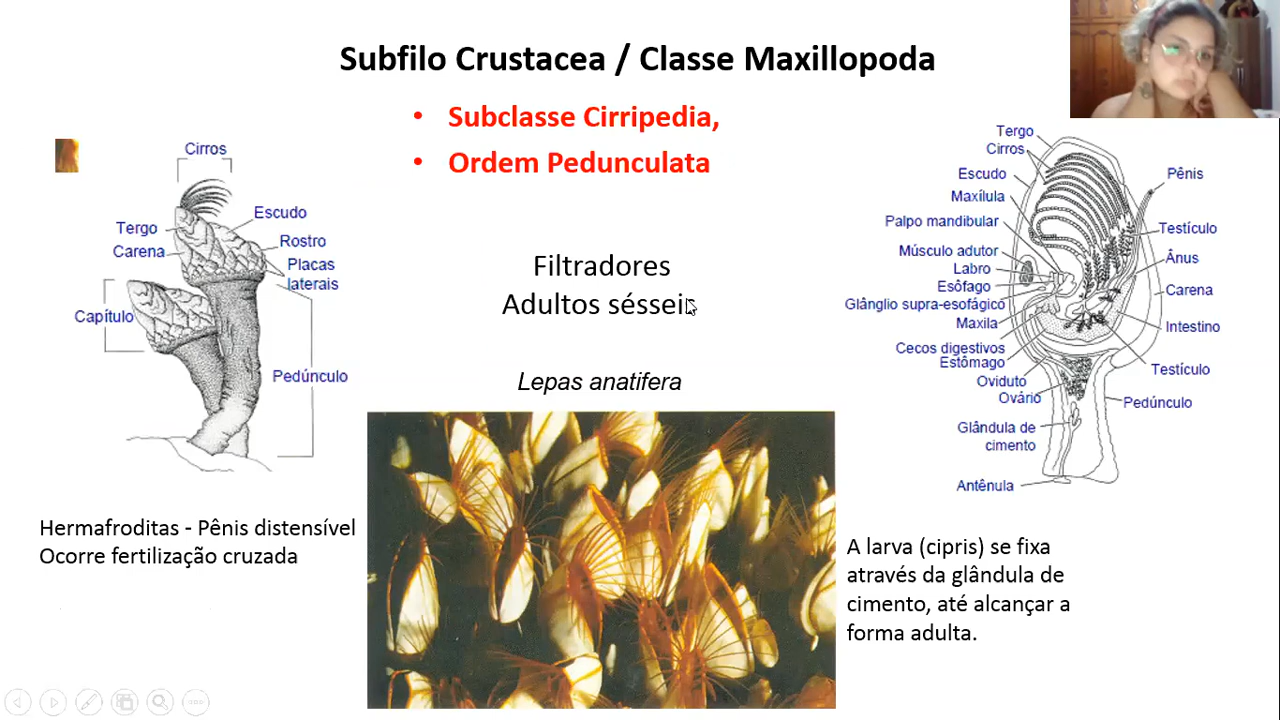 Subfilo Crustacea / Classe Maxillopoda
• Subclasse Cirripedia,
• Ordem Pedunculata
Cirros
Escudo
Tergo
Rostro
Carena
Placas
laterais
Capítulo
Pedúnculo
Filtradores
Adultos sésseis
Lepas anatifera
Tergo
Cirros
Escudo
Maxílula
Palpo mandibular
Músculo adutor
Labro
Esôfago
Glânglio supra-esofágico
Maxila
Cecos digestivos
Estômago
Oviduto
Ovário
Glândula de
cimento
Antênula
Pênis
Testículo
Ânus
Carena
Intestino
Testículo
Pedúnculo
Hermafroditas - Pênis distensível
Ocorre fertilização cruzada
A larva (cipris) se fixa
através da glândula de
cimento, até alcançar a
forma adulta.